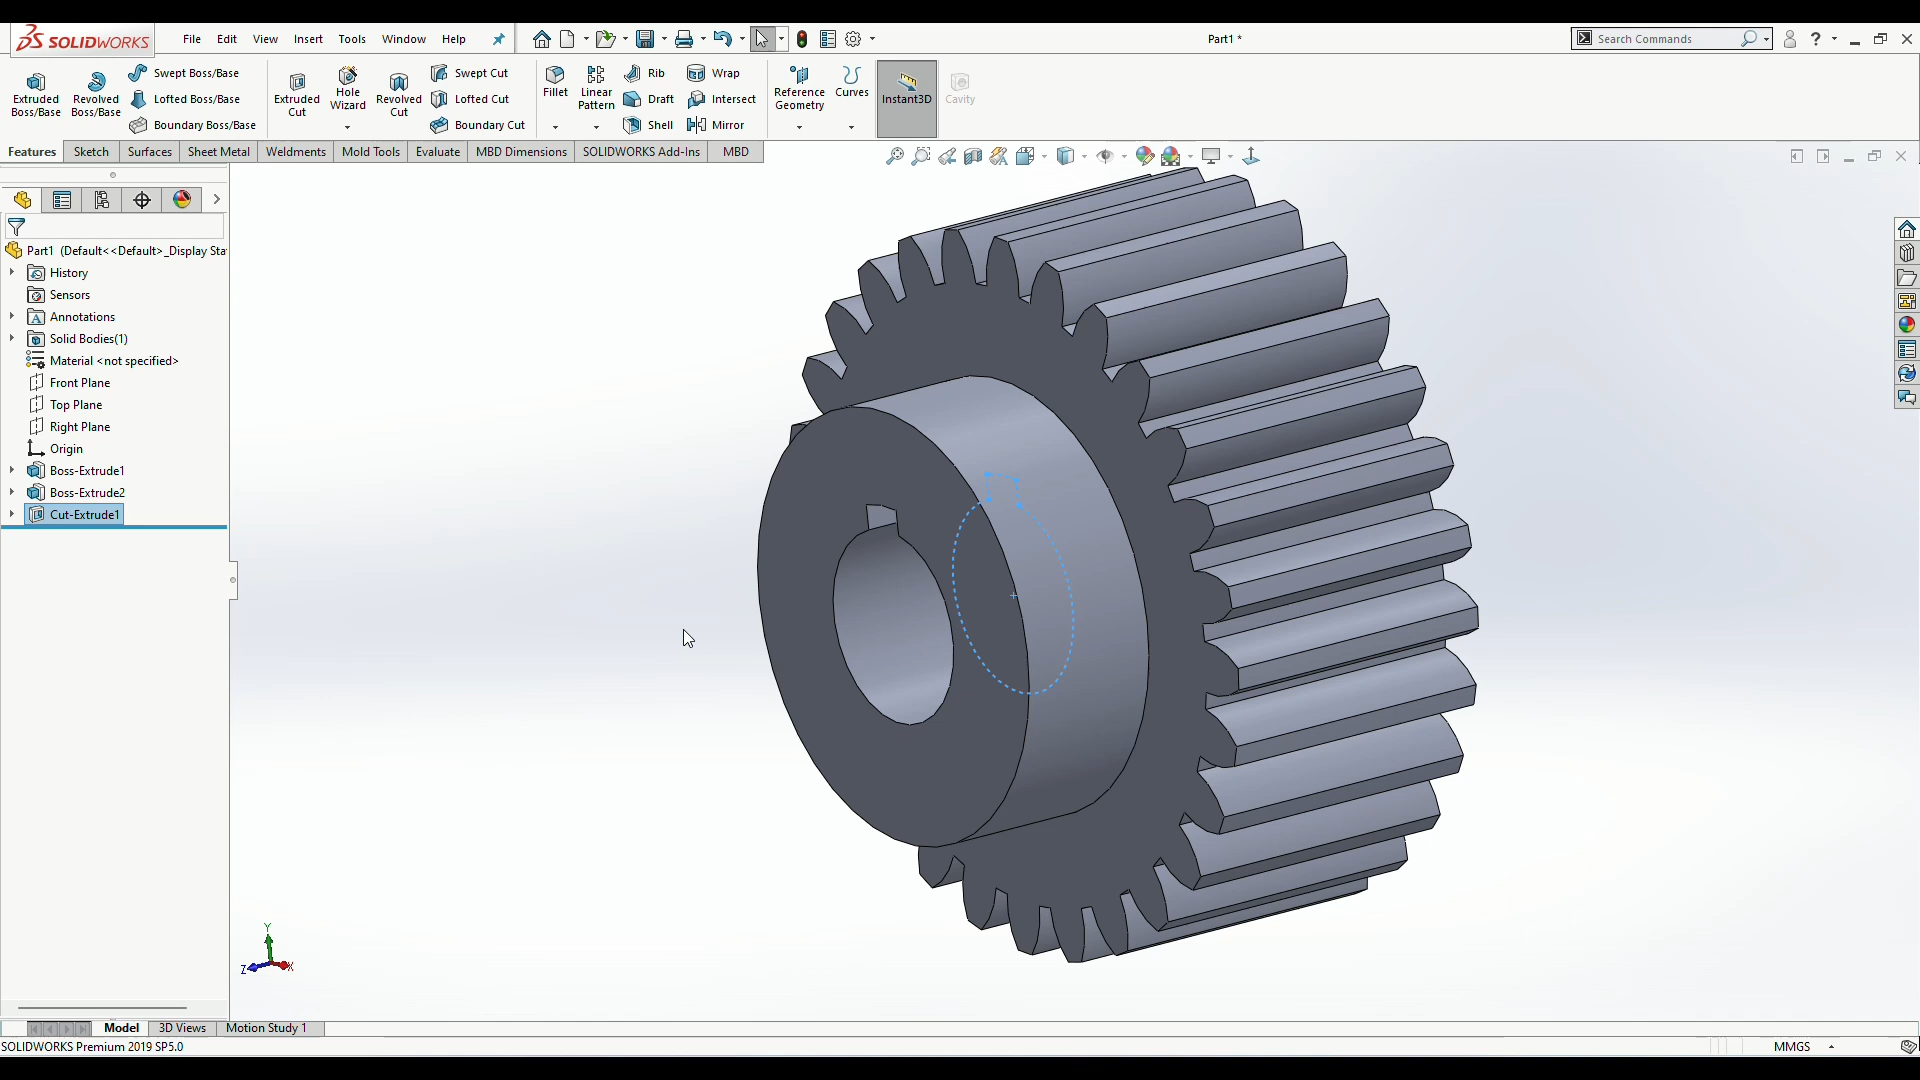 SOLIDWORKS File Edit View Insert Tools Window Help Part1 * Search Commands ?
Extruded Boss/Base
Revolved Boss/Base
Swept Boss/Base
Lofted Boss/Base
Boundary Boss/Base
Extruded Cut
Hole Wizard
Revolved Cut
Swept Cut
Lofted Cut
Boundary Cut
Fillet
Linear Pattern
Rib
Draft
Shell
Wrap
Intersect
Mirror
Reference Geometry
Curves
Instant3D
Cavity
Features Sketch Surfaces Sheet Metal Weldments Mold Tools Evaluate MBD Dimensions SOLIDWORKS Add-Ins MBD
Part1 (Default<<Default>_Display Sta
History
Sensors
Annotations
Solid Bodies(1)
Material <not specified>
Front Plane
Top Plane
Right Plane
Origin
Boss-Extrude1
Boss-Extrude2
Cut-Extrude1
Y
Z X
Model 3D Views Motion Study 1
SOLIDWORKS Premium 2019 SP5.0 MMGS